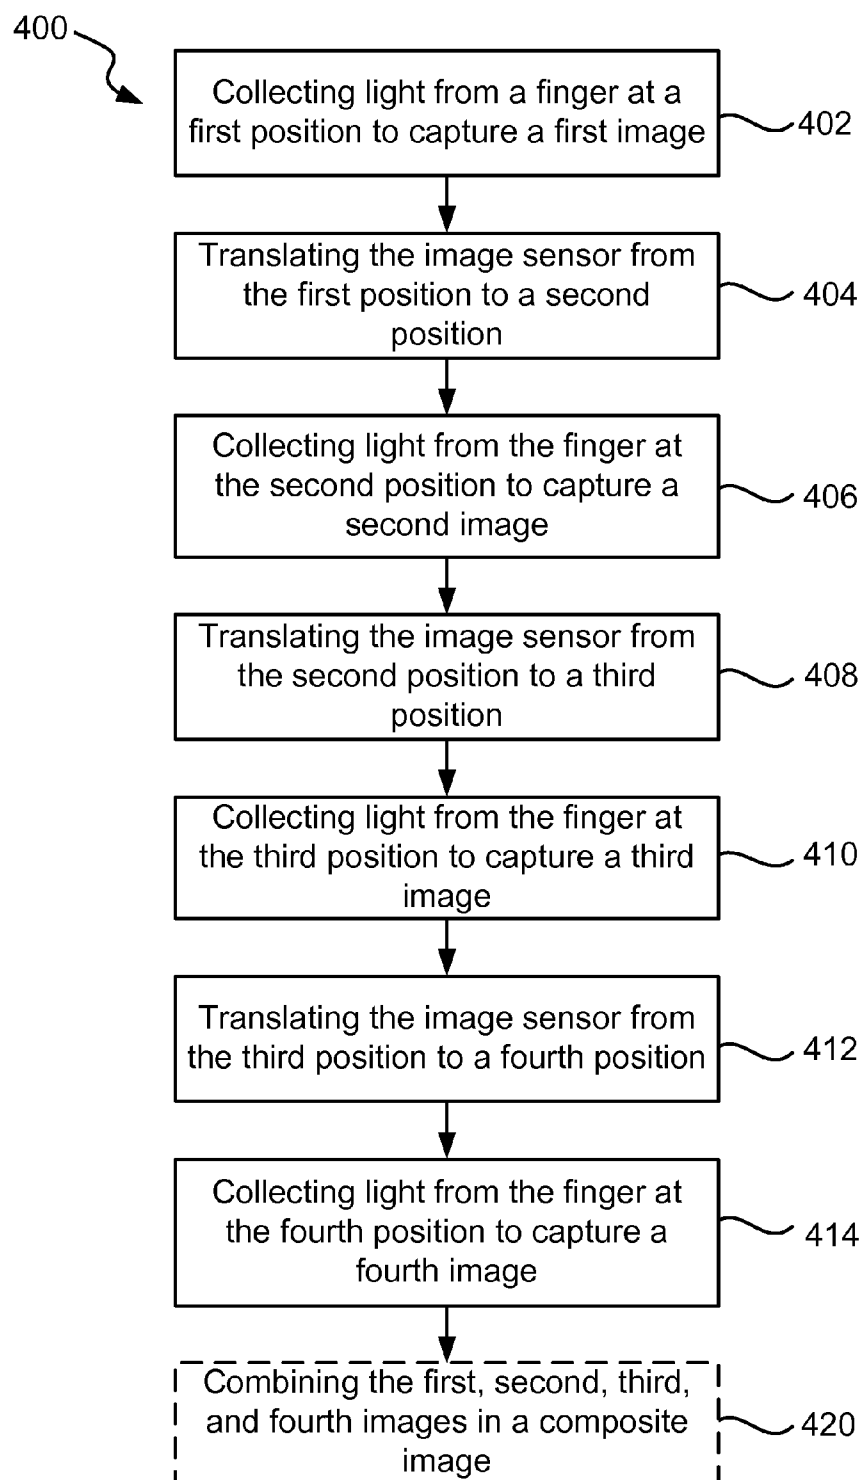 400
Collecting light from a finger at a
first position to capture a first image
402
Translating the image sensor from
the first position to a second
position
404
Collecting light from the finger at
the second position to capture a
second image
406
Translating the image sensor from
the second position to a third
position
408
Collecting light from the finger at
the third position to capture a third
image
410
Translating the image sensor from
the third position to a fourth position
412
Collecting light from the finger at
the fourth position to capture a
fourth image
414
Combining the first, second, third,
and fourth images in a composite
image
420